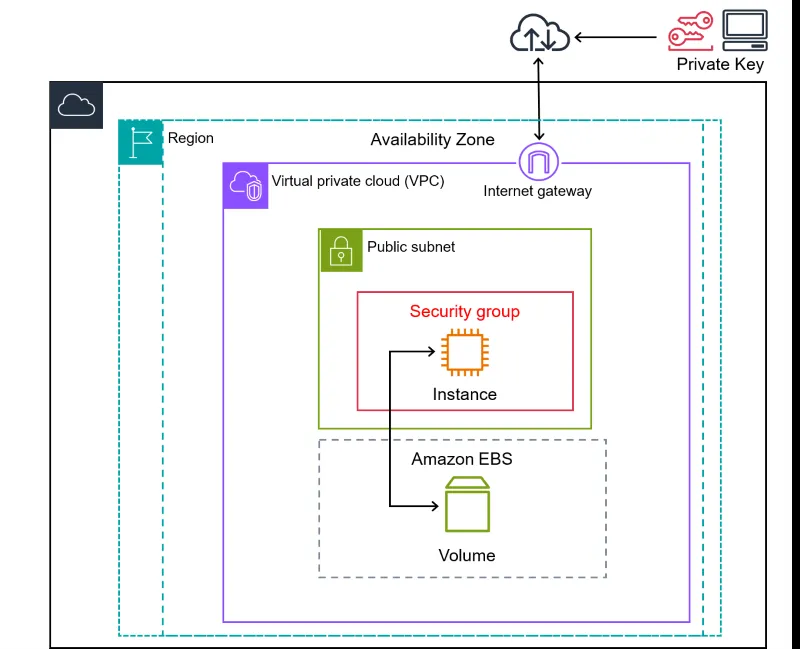 Private Key
Region
Availability Zone
Virtual private cloud (VPC)
Internet gateway
Public subnet
Security group
Instance
Amazon EBS
Volume